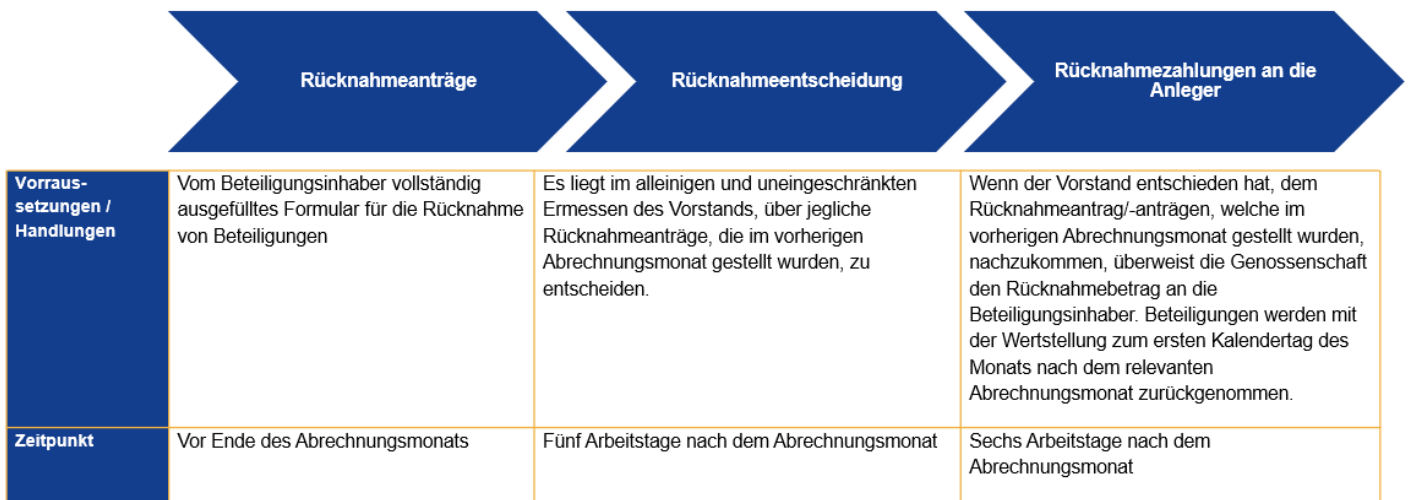 Rücknahmeanträge
Rücknahmeentscheidung
Rücknahmezahlungen an die
Anleger
Vorraus-
setzungen /
Handlungen
Vom Beteiligungsinhaber vollständig
ausgefülltes Formular für die Rücknahme
von Beteiligungen
Es liegt im alleinigen und uneingeschränkten
Ermessen des Vorstands, über jegliche
Rücknahmeanträge, die im vorherigen
Abrechnungsmonat gestellt wurden, zu
entscheiden.
Wenn der Vorstand entschieden hat, dem
Rücknahmeantrag/-anträgen, welche im
vorherigen Abrechnungsmonat gestellt wurden,
nachzukommen, überweist die Genossenschaft
den Rücknahmebetrag an die
Beteiligungsinhaber. Beteiligungen werden mit
der Wertstellung zum ersten Kalendertag des
Monats nach dem relevanten
Abrechnungsmonat zurückgenommen.
Zeitpunkt
Vor Ende des Abrechnungsmonats
Fünf Arbeitstage nach dem Abrechnungsmonat
Sechs Arbeitstage nach dem
Abrechnungsmonat